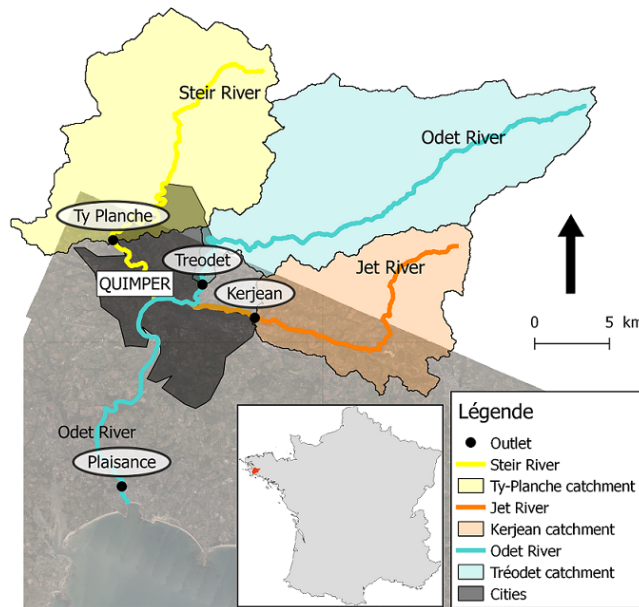 Steir River
Odet River
Ty Planche
Treodet
Jet River
QUIMPER
Kerjean
0 5 km
Odet River
Plaisance
Légende
Outlet
Steir River
Ty-Planche catchment
Jet River
Kerjean catchment
Odet River
Tréodet catchment
Cities